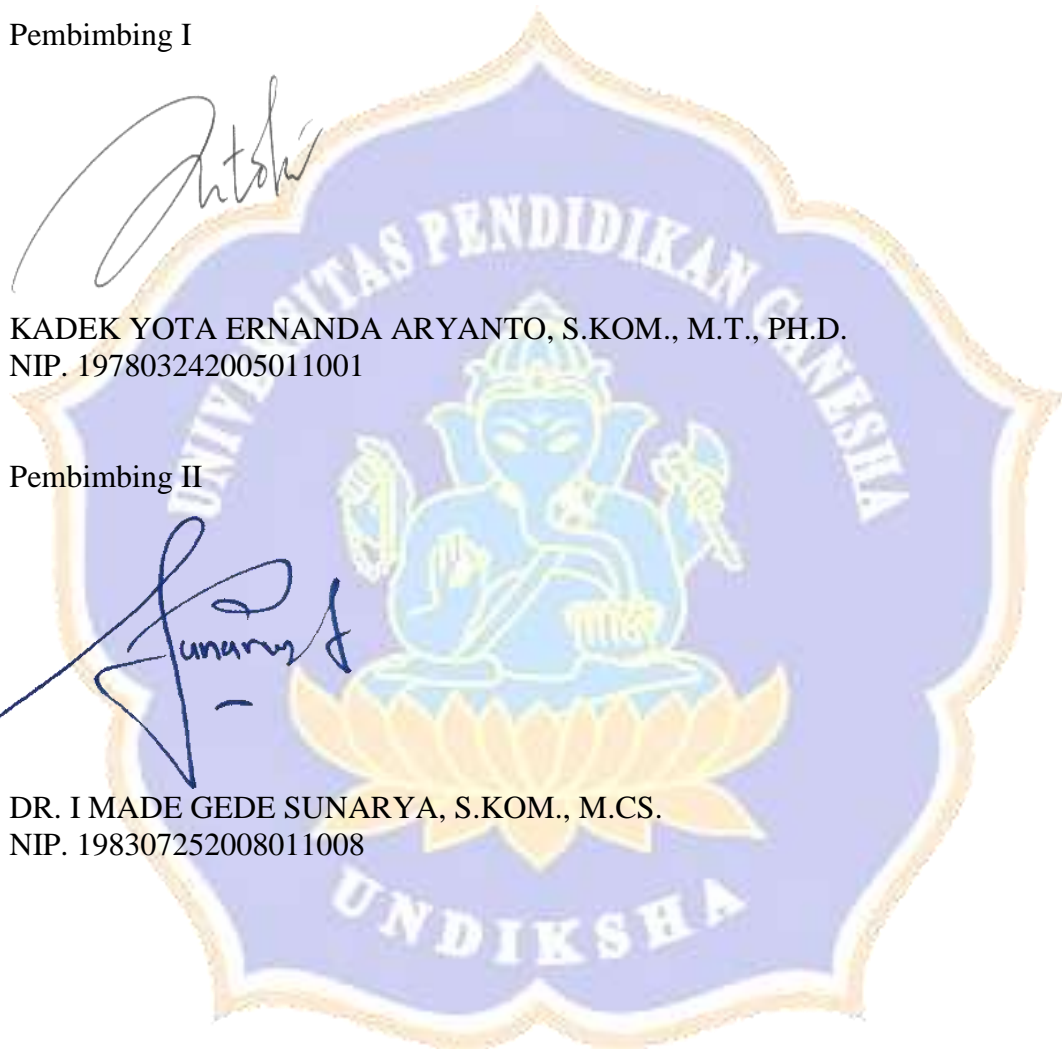 Pembimbing I
KADEK YOTA ERNANDA ARYANTO, S.KOM., M.T., PH.D.
NIP. 197803242005011001
Pembimbing II
DR. I MADE GEDE SUNARYA, S.KOM., M.CS.
NIP. 198307252008011008
UNIVERSITAS PENDIDIKAN GANESHA
UNDIKSHA